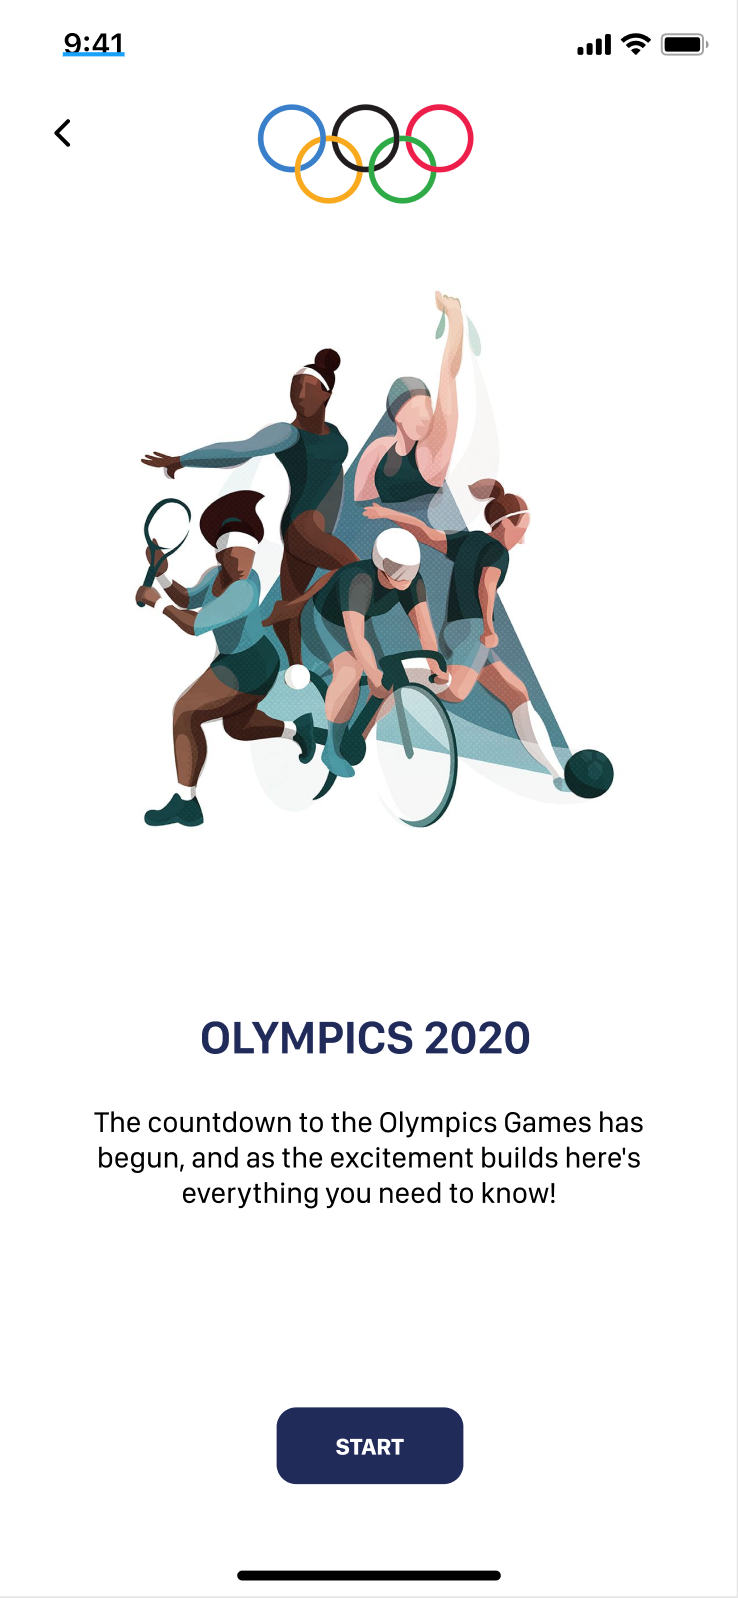 9:41
OLYMPICS 2020
The countdown to the Olympics Games has
begun, and as the excitement builds here's
everything you need to know!
START